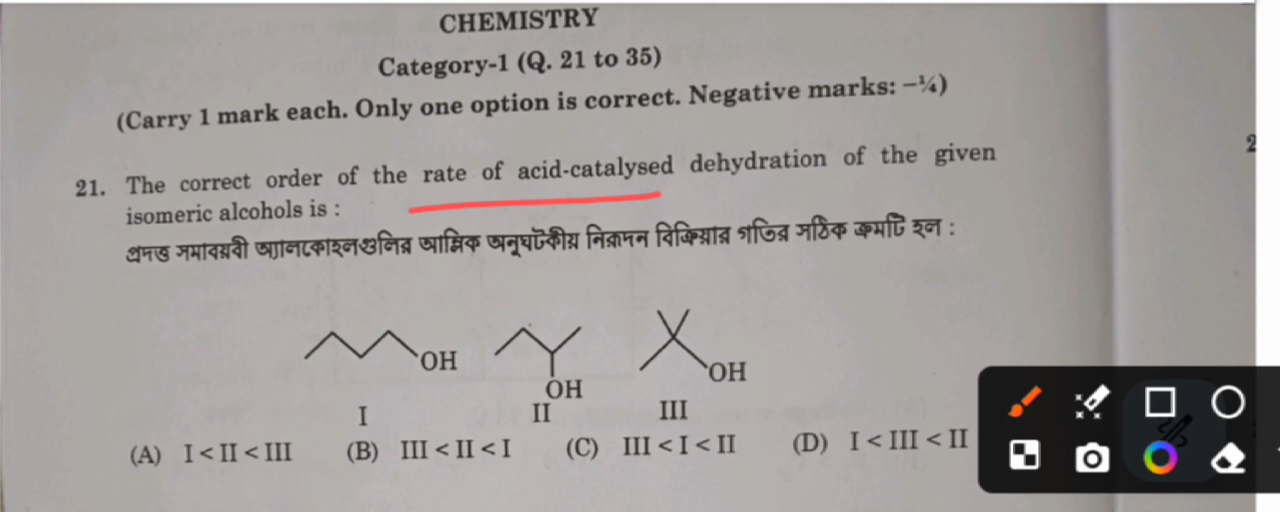 CHEMISTRY
Category-1 (Q. 21 to 35)
(Carry 1 mark each. Only one option is correct. Negative marks: –¼)
21. The correct order of the rate of acid-catalysed dehydration of the given
isomeric alcohols is :
প্রদত্ত সমাবয়বী অ্যালকোহলগুলির আম্লিক অনুঘটকীয় নিরুদন বিক্রিয়ার গতির সঠিক ক্রমটি হল :
OH OH OH
I II III
(A) I < II < III (B) III < II < I (C) III < I < II (D) I < III < II
2